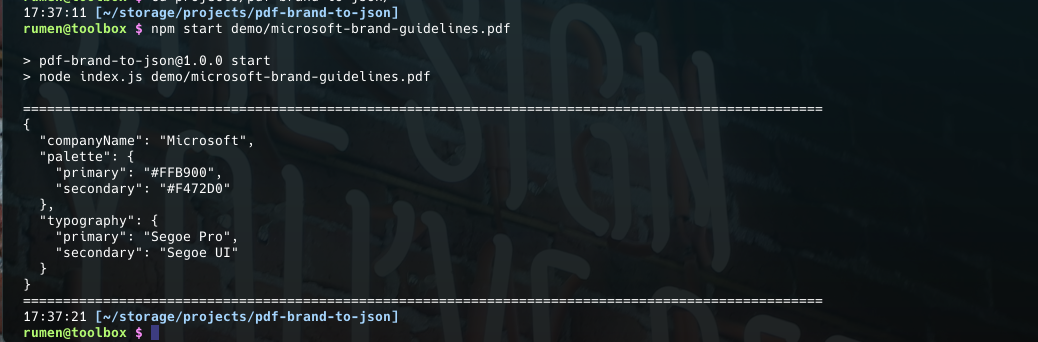 17:37:11 [~/storage/projects/pdf-brand-to-json]
rumen@toolbox $ npm start demo/microsoft-brand-guidelines.pdf
> pdf-brand-to-json@1.0.0 start
> node index.js demo/microsoft-brand-guidelines.pdf
====================================================================================================
{
  "companyName": "Microsoft",
  "palette": {
    "primary": "#FFB900",
    "secondary": "#F472D0"
  },
  "typography": {
    "primary": "Segoe Pro",
    "secondary": "Segoe UI"
  }
}
====================================================================================================
17:37:21 [~/storage/projects/pdf-brand-to-json]
rumen@toolbox $